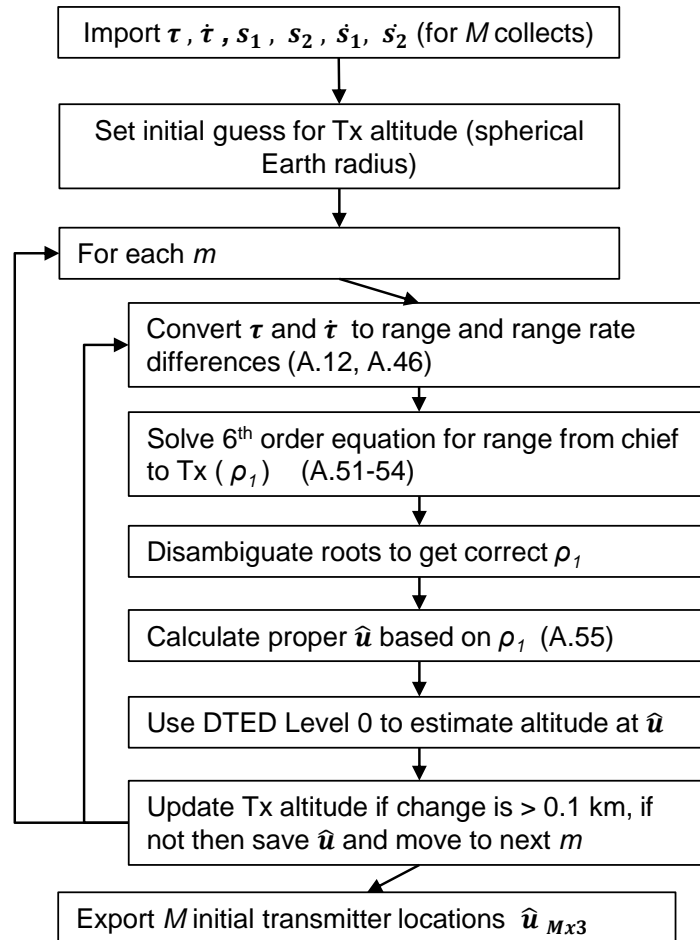 Import τ , τ̇ , s₁ , s₂ , ṡ₁, ṡ₂ (for M collects)
Set initial guess for Tx altitude (spherical
Earth radius)
For each m
Convert τ and τ̇ to range and range rate
differences (A.12, A.46)
Solve 6th order equation for range from chief
to Tx ( ρ₁ ) (A.51-54)
Disambiguate roots to get correct ρ₁
Calculate proper û based on ρ₁ (A.55)
Use DTED Level 0 to estimate altitude at û
Update Tx altitude if change is > 0.1 km, if
not then save û and move to next m
Export M initial transmitter locations û Mx3